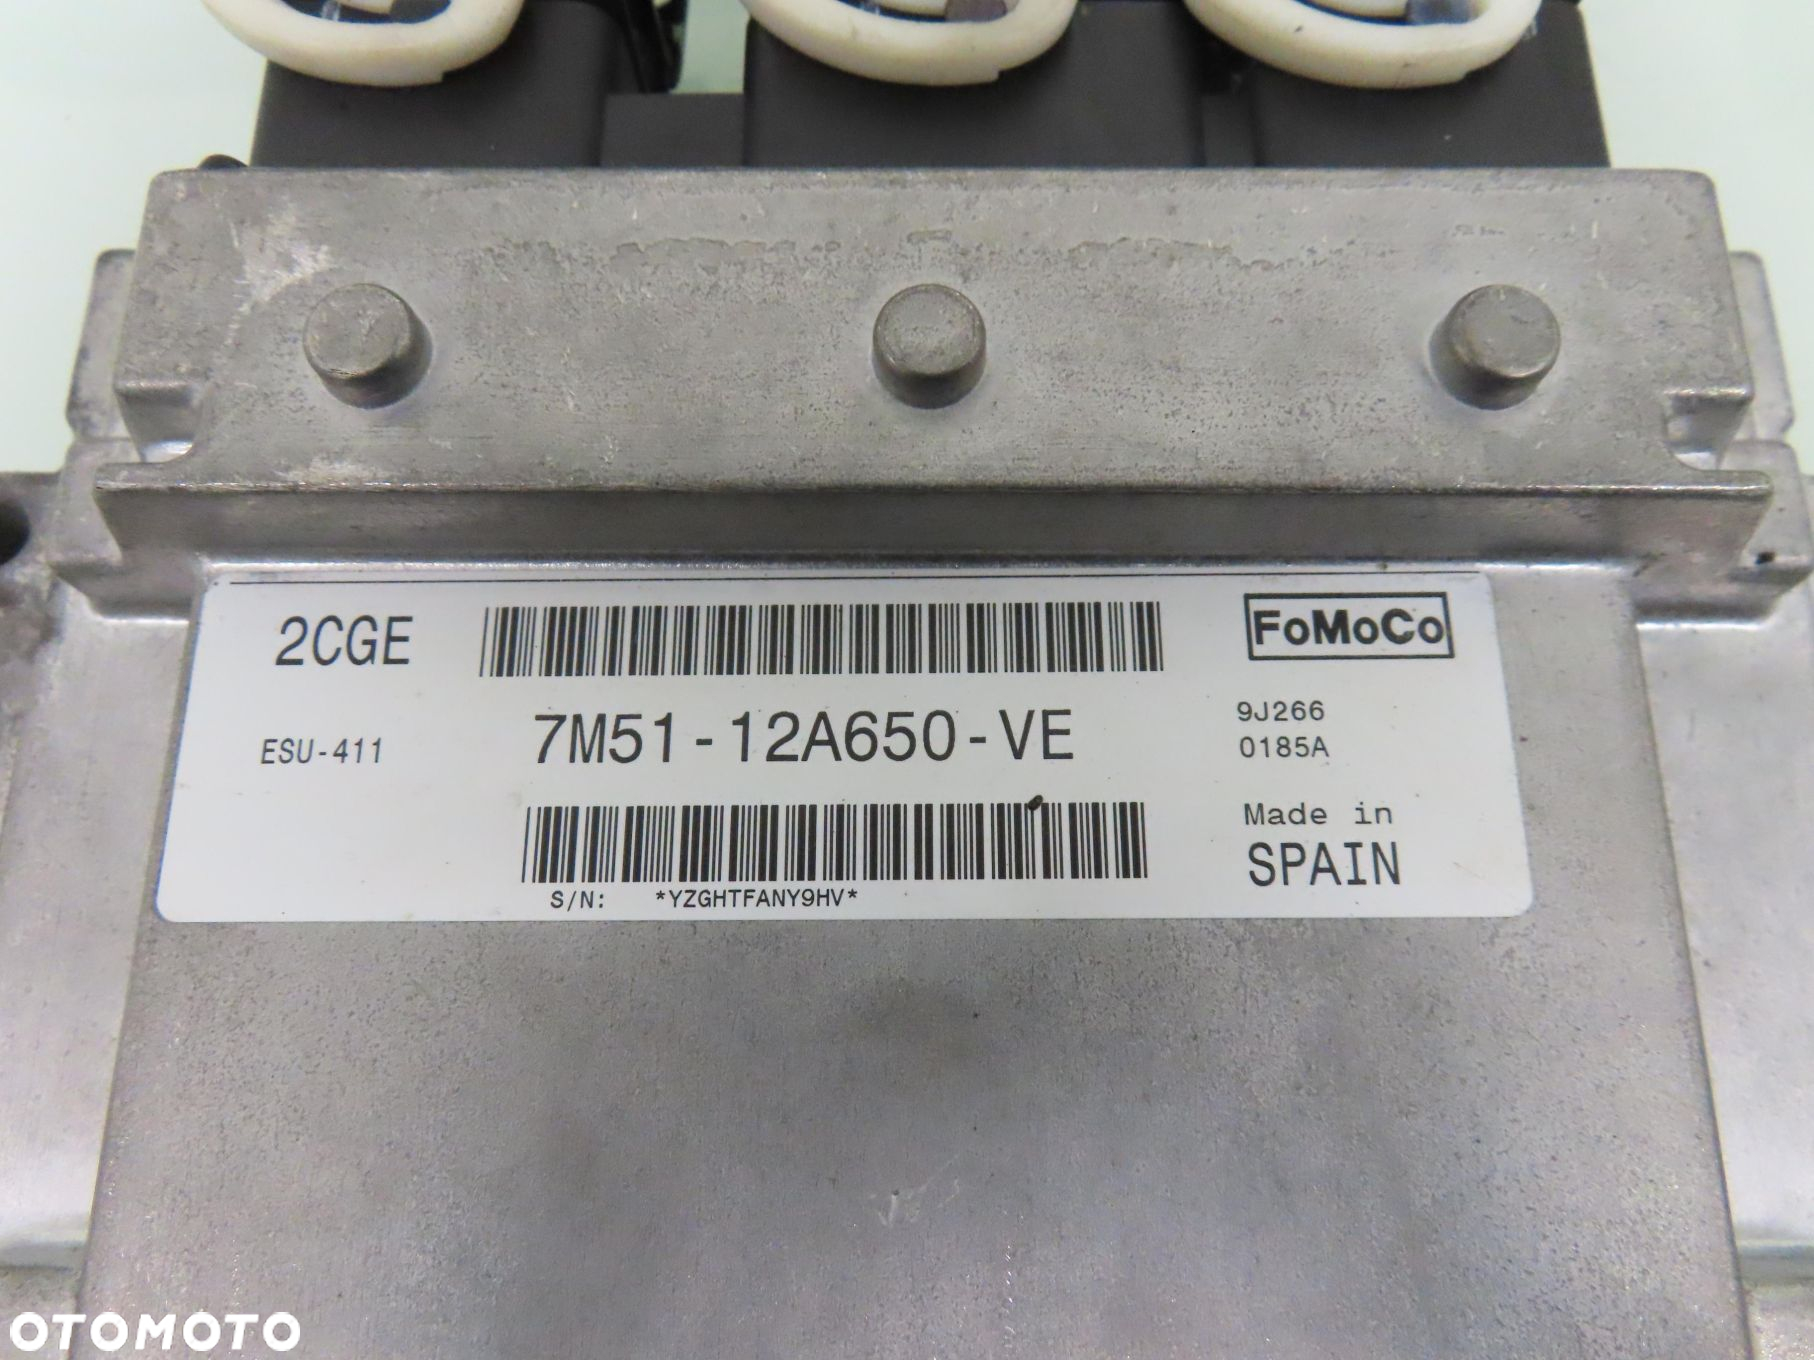 2CGE
FoMoCo
ESU-411
7M51-12A650-VE
9J266
0185A
Made in
SPAIN
S/N: *YZGHTFANY9HV*
OTOMOTO